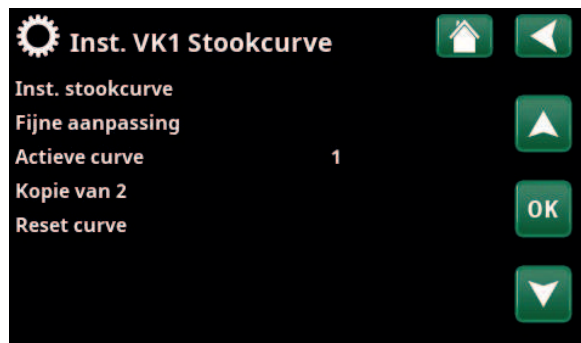 Inst. VK1 Stookcurve
Inst. stookcurve
Fijne aanpassing
Actieve curve 1
Kopie van 2
Reset curve
OK